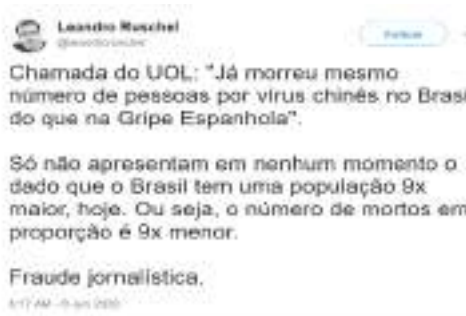 Leandro Ruschel
Chamada do UOL: "Já morreu mesmo
número de pessoas por vírus chinês no Brasi
do que na Gripe Espanhola".
Só não apresentam em nenhum momento o
dado que o Brasil tem uma população 9x
maior, hoje. Ou seja, o número de mortos em
proporção é 9x menor.
Fraude jornalística.